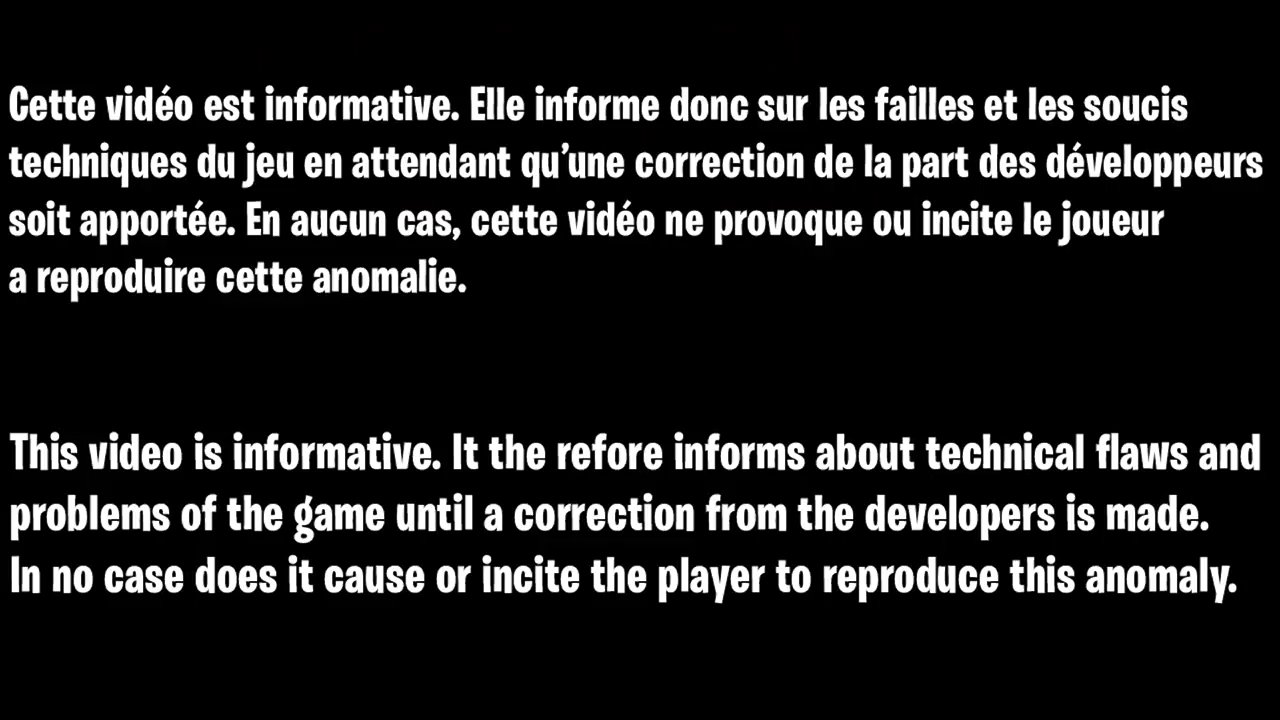 Cette vidéo est informative. Elle informe donc sur les failles et les soucis
techniques du jeu en attendant qu’une correction de la part des développeurs
soit apportée. En aucun cas, cette vidéo ne provoque ou incite le joueur
a reproduire cette anomalie.
This video is informative. It the refore informs about technical flaws and
problems of the game until a correction from the developers is made.
In no case does it cause or incite the player to reproduce this anomaly.